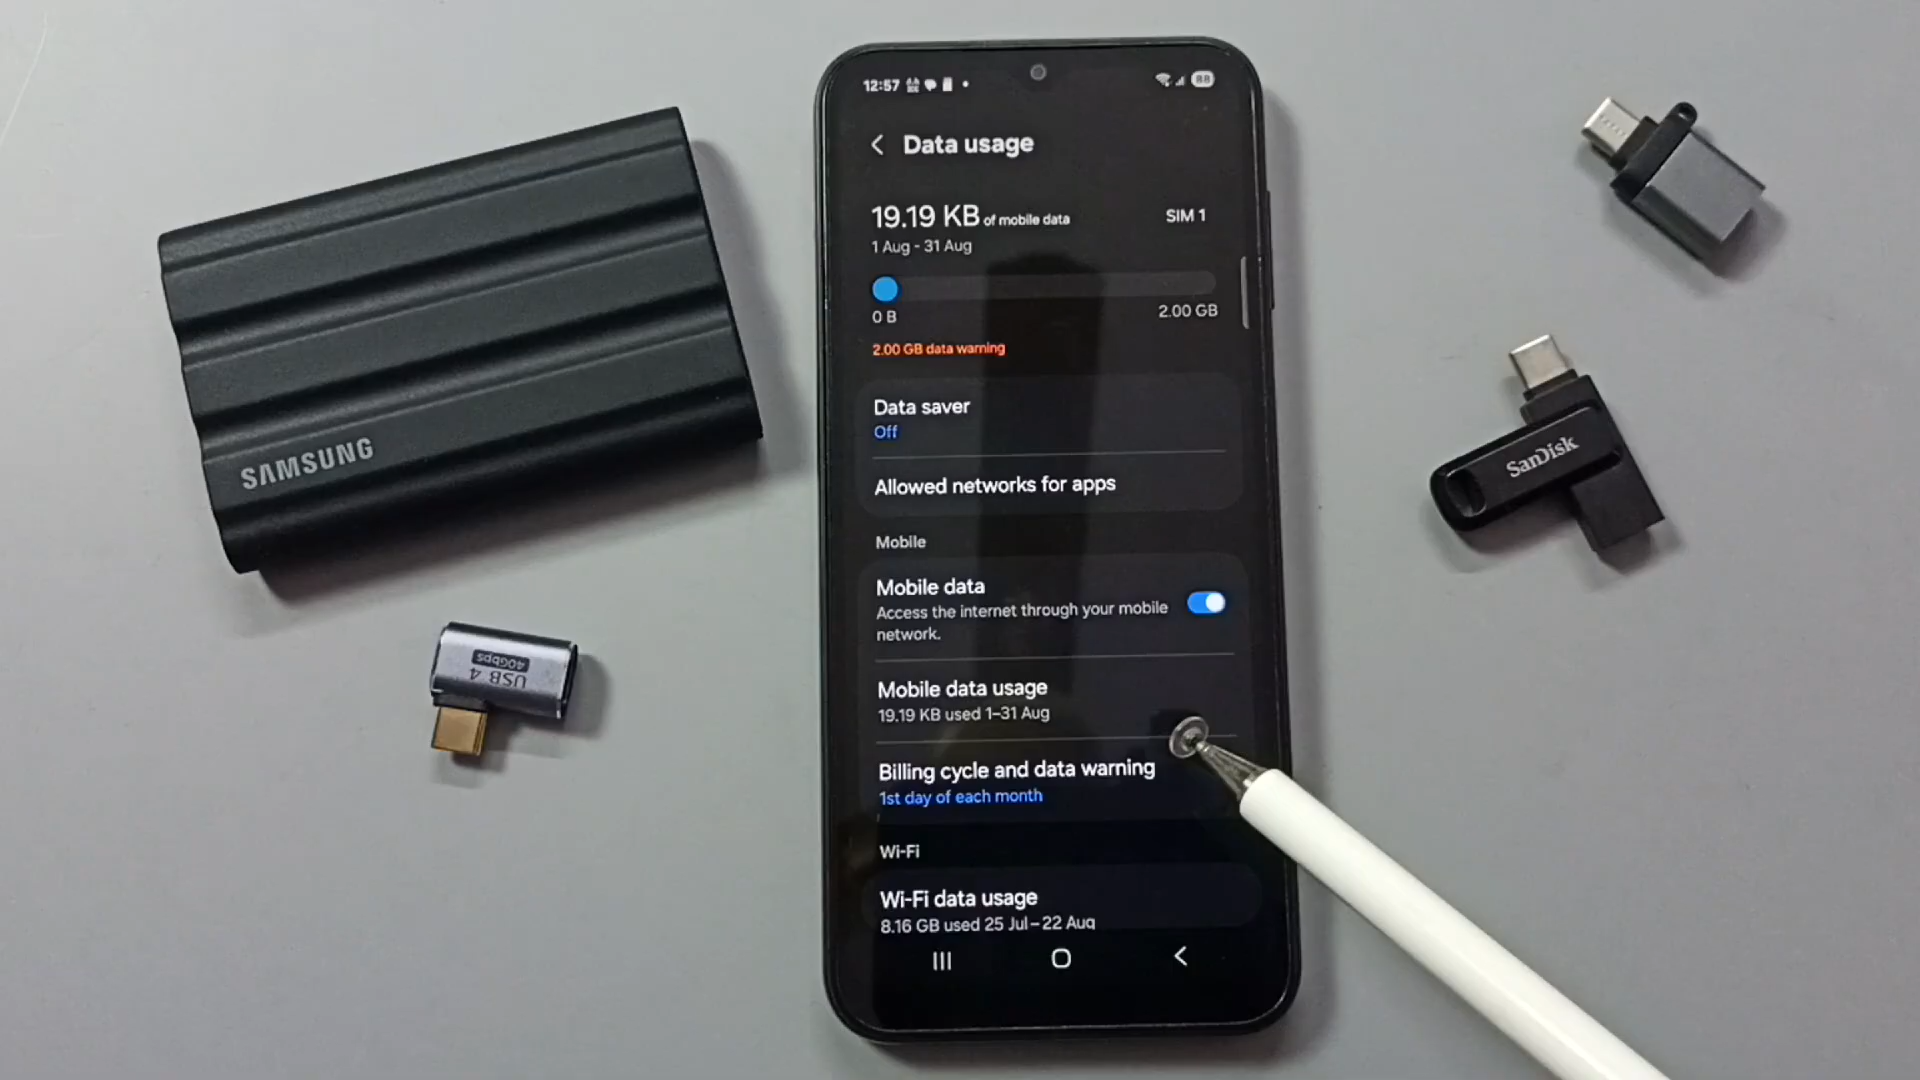 12:57
88
Data usage
19.19 KB of mobile data
SIM 1
1 Aug - 31 Aug
0 B
2.00 GB
2.00 GB data warning
Data saver
Off
Allowed networks for apps
Mobile
Mobile data
Access the internet through your mobile
network.
Mobile data usage
19.19 KB used 1–31 Aug
Billing cycle and data warning
1st day of each month
Wi-Fi
Wi-Fi data usage
8.16 GB used 25 Jul – 22 Aug
SAMSUNG
USB 4
40Gbps
SanDisk